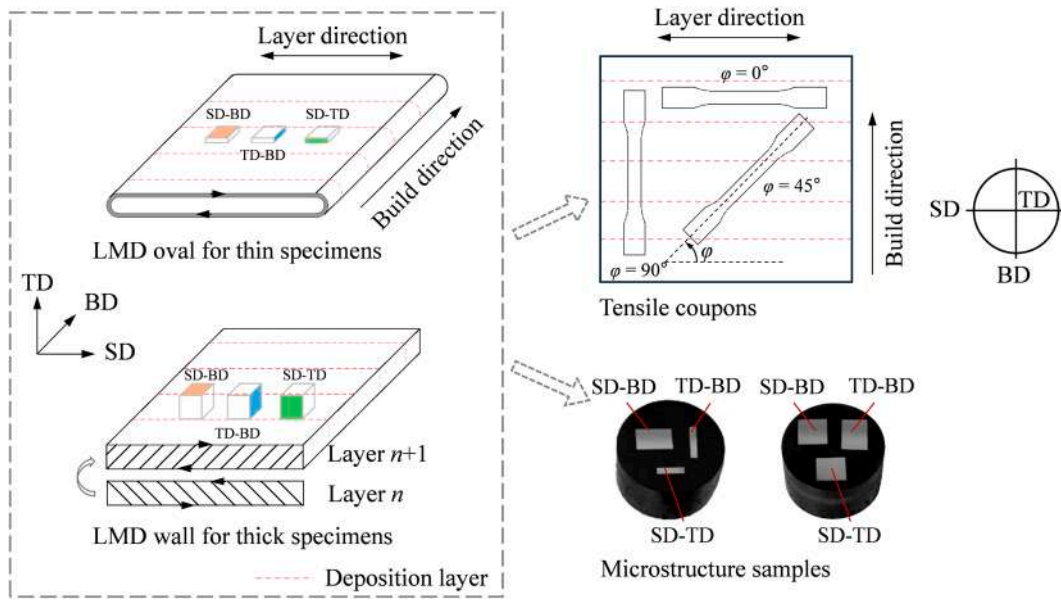 Layer direction
SD-BD
SD-TD
TD-BD
Build direction
LMD oval for thin specimens
TD
BD
SD
SD-BD
SD-TD
TD-BD
Layer n+1
Layer n
LMD wall for thick specimens
Deposition layer
Layer direction
φ = 0°
φ = 45°
φ = 90°
φ
Build direction
Tensile coupons
SD
TD
BD
SD-BD TD-BD SD-BD TD-BD
SD-TD
SD-TD
Microstructure samples